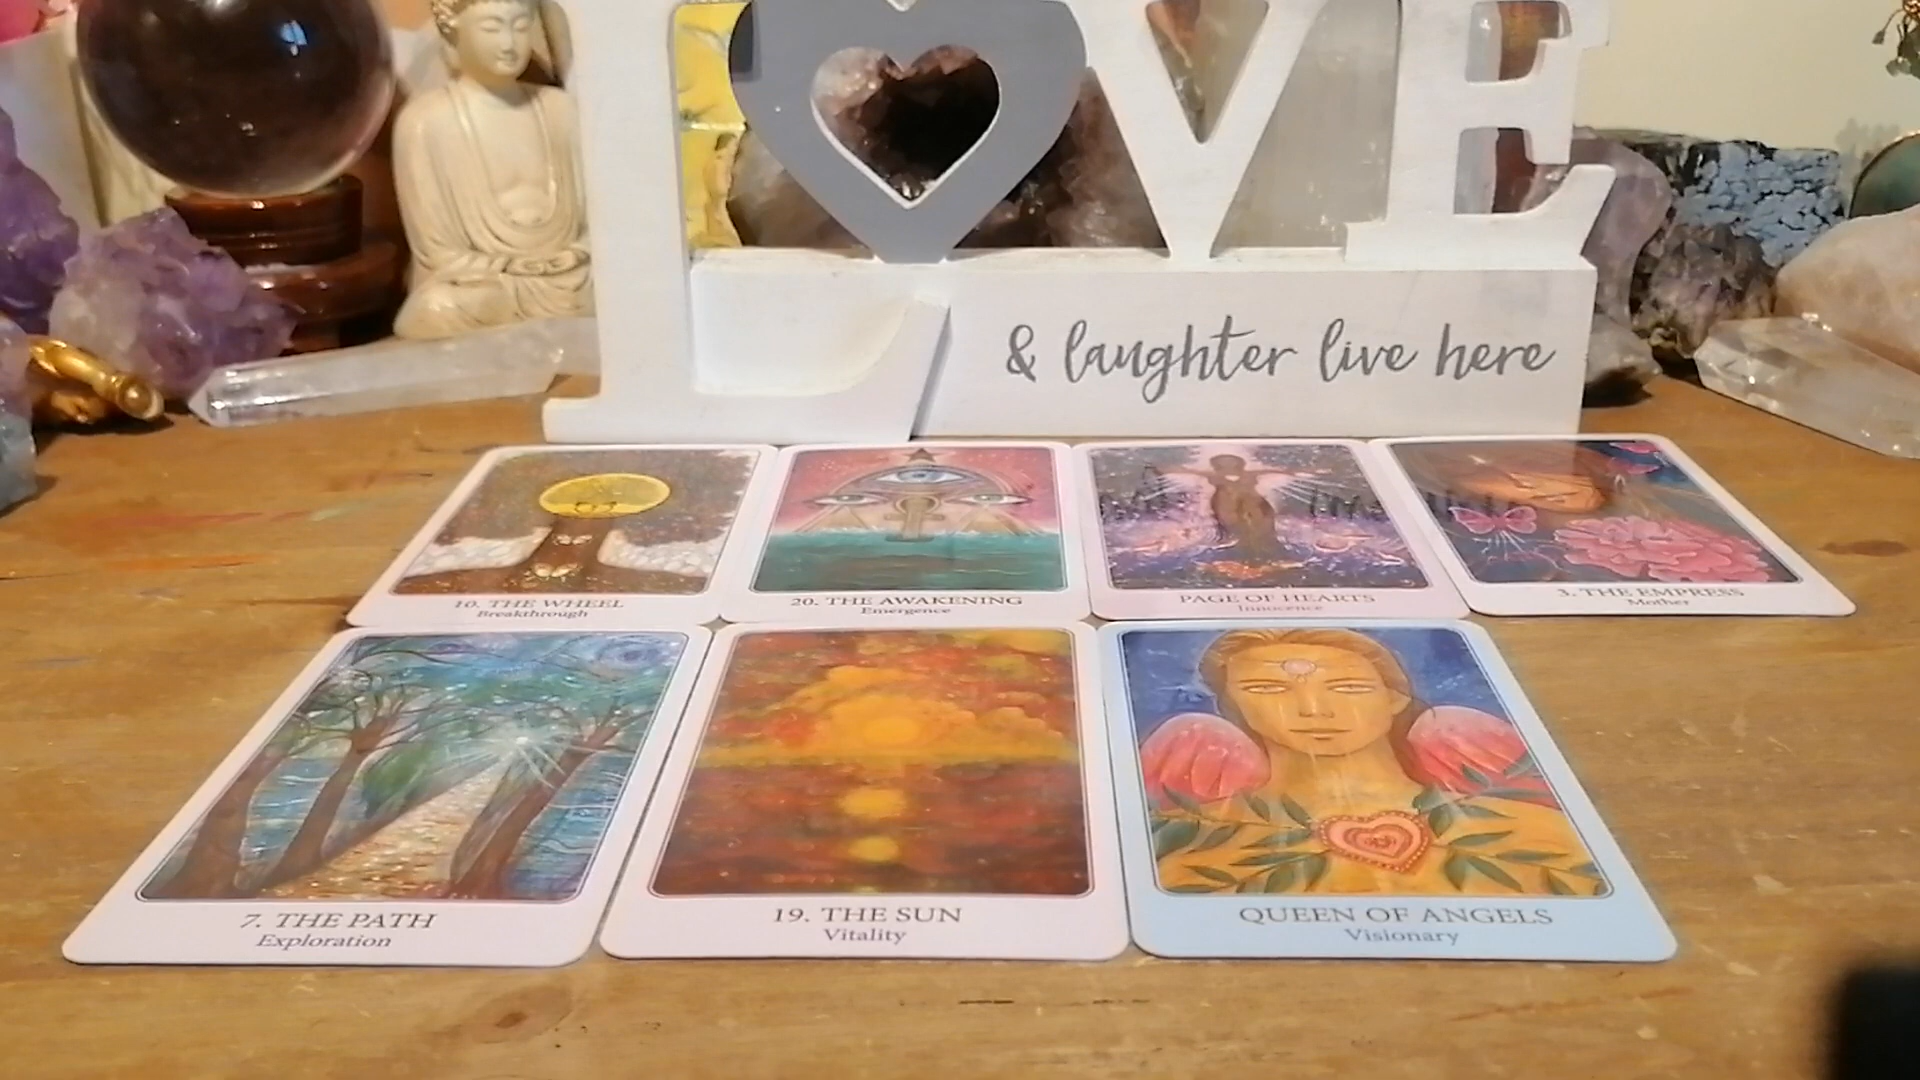 LOVE
& laughter live here
10. THE WHEEL
Breakthrough
20. THE AWAKENING
Emergence
PAGE OF HEARTS
Innocence
3. THE EMPRESS
Mother
7. THE PATH
Exploration
19. THE SUN
Vitality
QUEEN OF ANGELS
Visionary